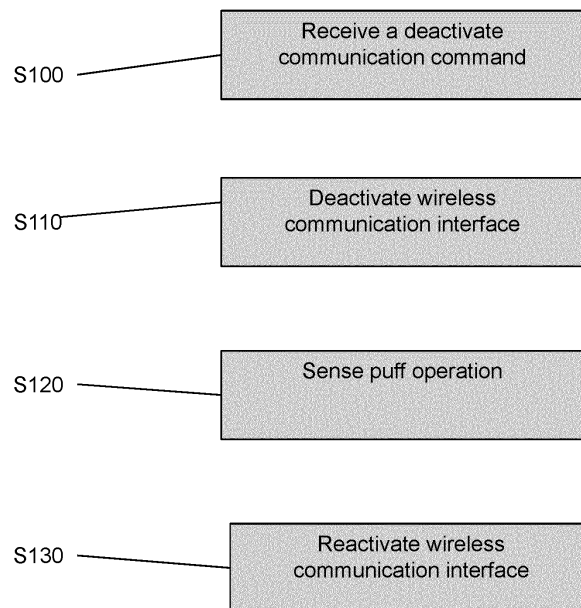 Receive a deactivate
communication command
S100
Deactivate wireless
communication interface
S110
Sense puff operation
S120
Reactivate wireless
communication interface
S130